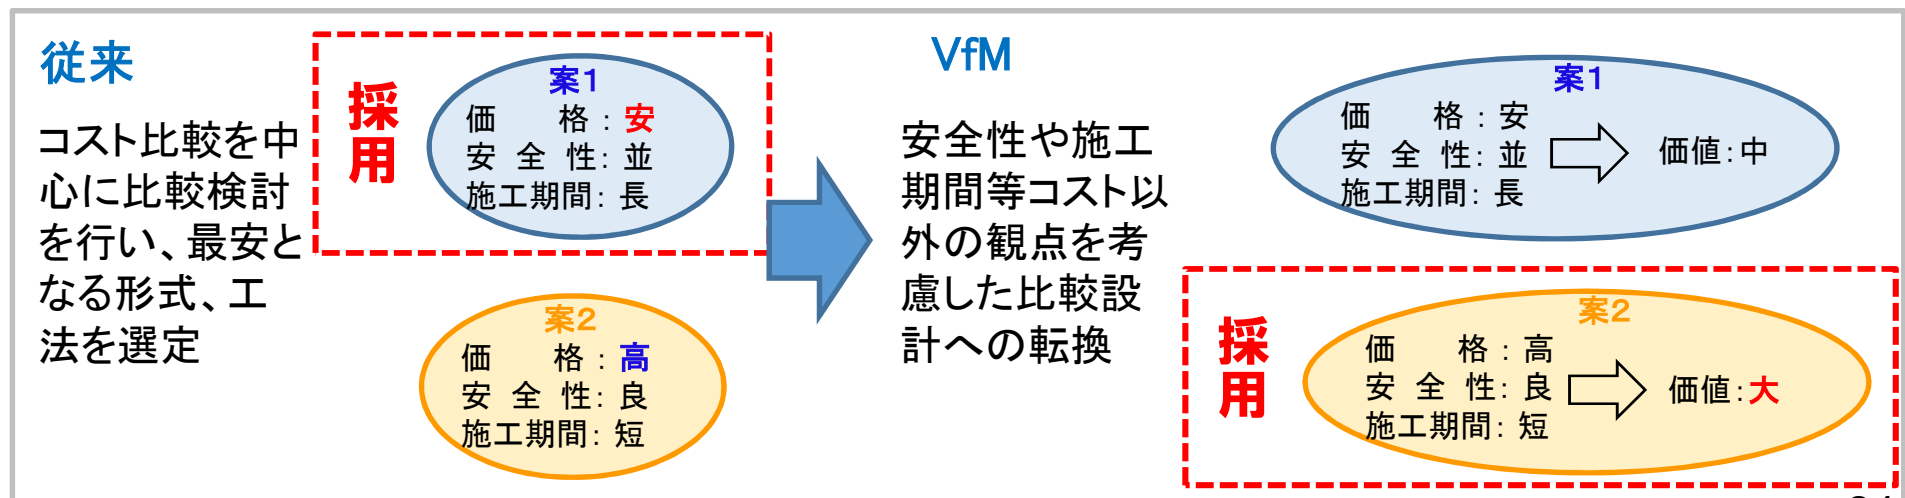 従来
コスト比較を中
心に比較検討
を行い、最安と
なる形式、工
法を選定
採用
案1
価 格：安
安 全 性：並
施工期間：長
案2
価 格：高
安 全 性：良
施工期間：短
VfM
安全性や施工
期間等コスト以
外の観点を考
慮した比較設
計への転換
案1
価 格：安
安 全 性：並
施工期間：長
価値：中
採用
案2
価 格：高
安 全 性：良
施工期間：短
価値：大